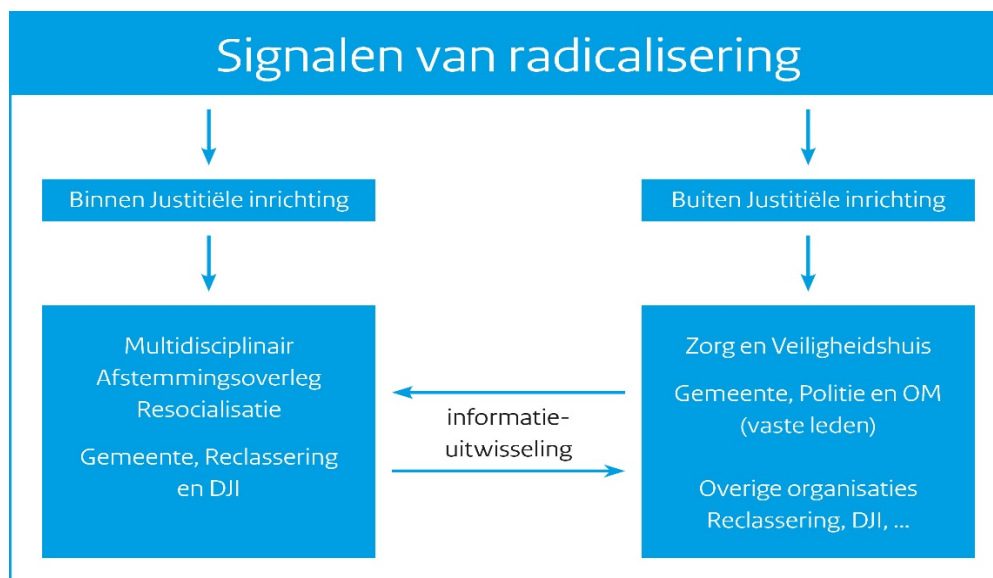 Signalen van radicalisering
Binnen Justitiële inrichting
Buiten Justitiële inrichting
Multidisciplinair
Afstemmingsoverleg
Resocialisatie
Gemeente, Reclassering
en DJI
informatie-
uitwisseling
Zorg en Veiligheidshuis
Gemeente, Politie en OM
(vaste leden)
Overige organisaties
Reclassering, DJI, ...